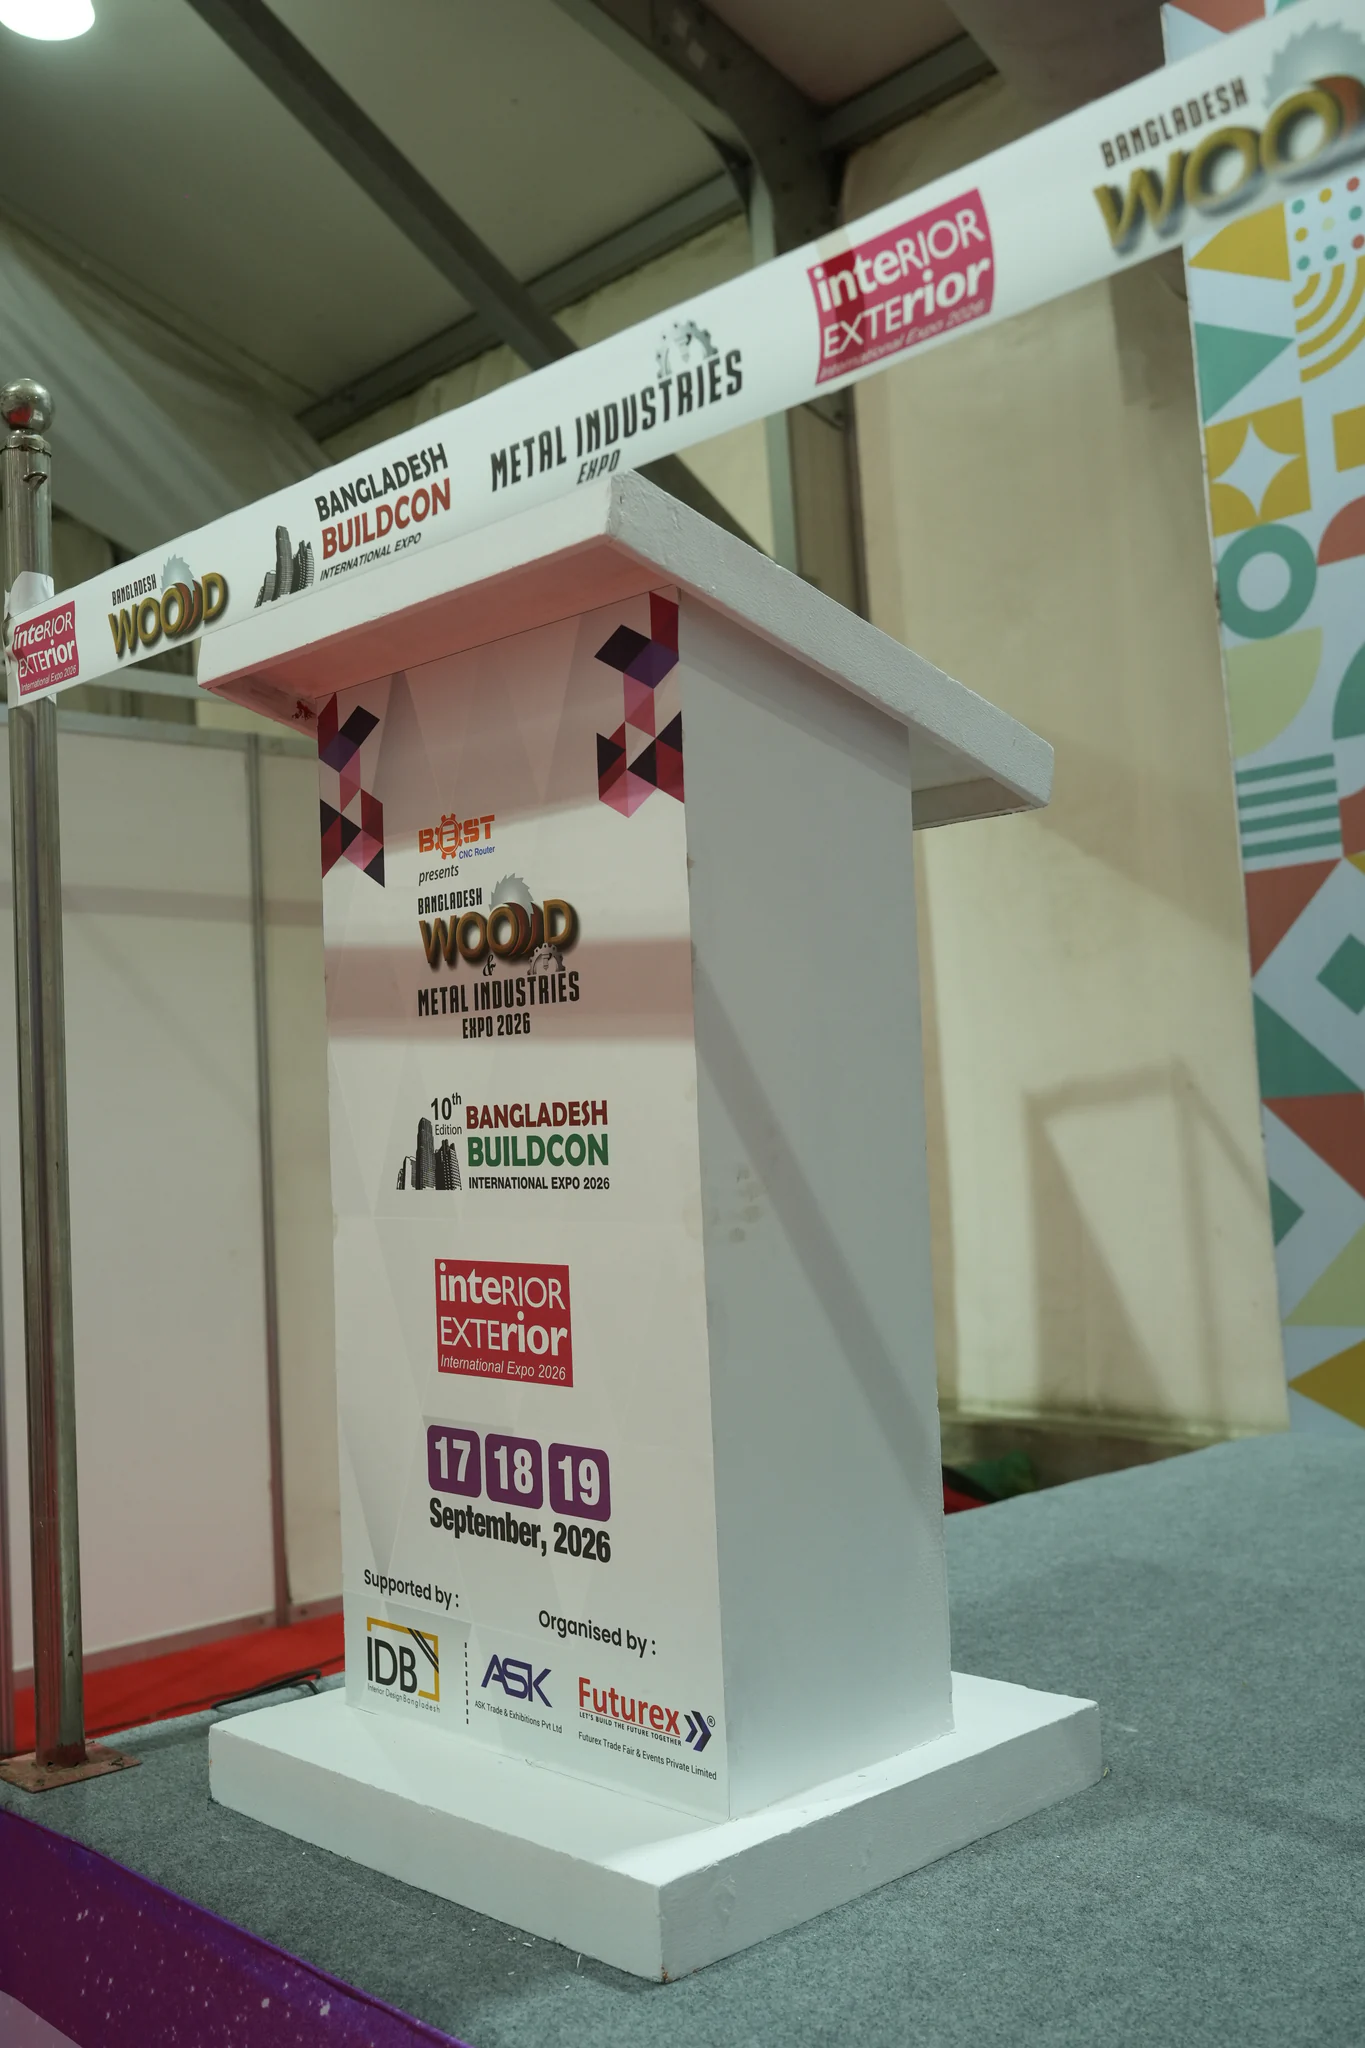 BANGLADESH
WOO
inteRIOR
EXTErior
International Expo 2026
METAL INDUSTRIES
EXPO
BANGLADESH
BUILDCON
INTERNATIONAL EXPO
BANGLADESH
WOOD
inteRIOR
EXTErior
International Expo 2026
BEST
CNC Router
presents
BANGLADESH
WOOD
&
METAL INDUSTRIES
EXPO 2026
10th
Edition
BANGLADESH
BUILDCON
INTERNATIONAL EXPO 2026
inteRIOR
EXTErior
International Expo 2026
17 18 19
September, 2026
Supported by :
IDB
Interior Design Bangladesh
Organised by :
ASK
ASK Trade & Exhibitions Pvt Ltd
Futurex ®
LET'S BUILD THE FUTURE TOGETHER
Futurex Trade Fair & Events Private Limited